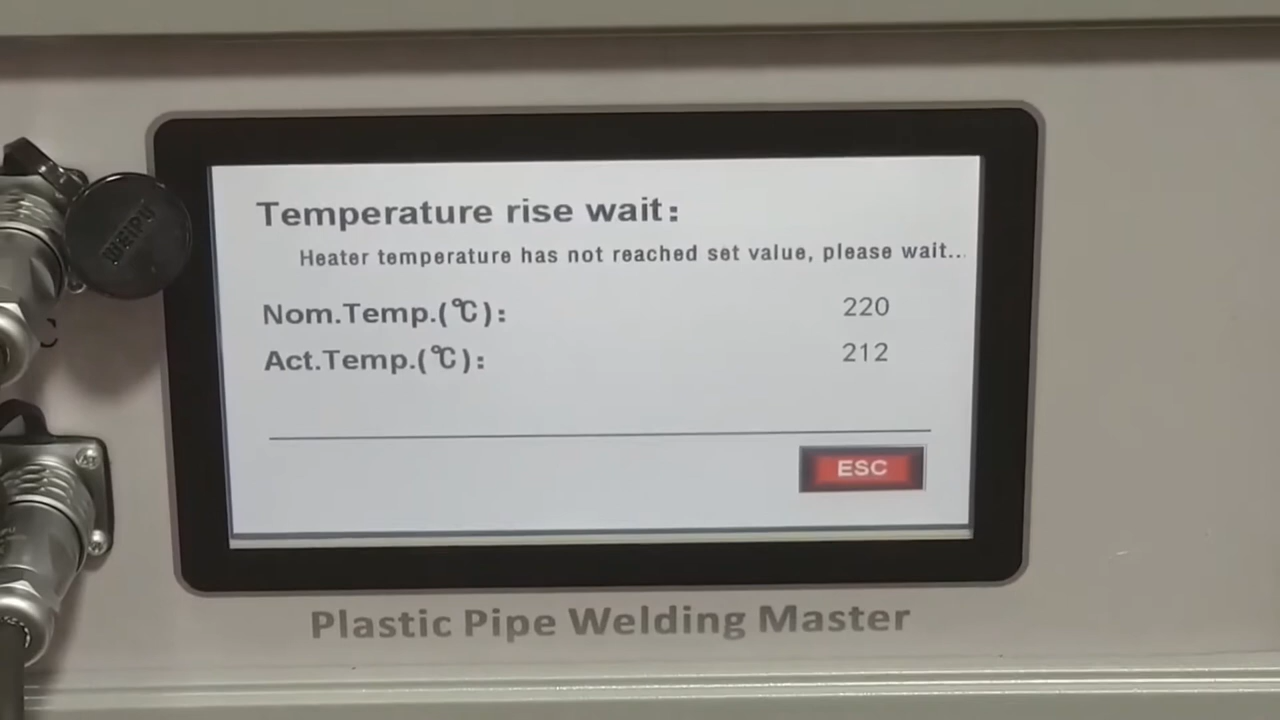 Temperature rise wait:
Heater temperature has not reached set value, please wait...
Nom.Temp.(℃): 220
Act.Temp.(℃): 212
ESC
Plastic Pipe Welding Master
WEIPU
C